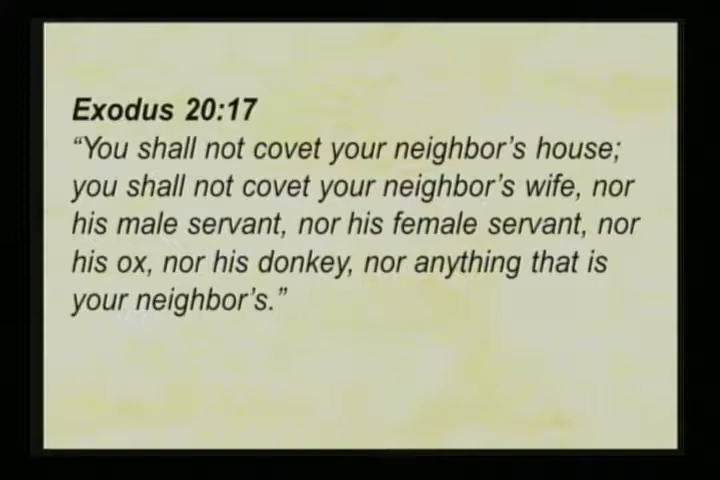 Exodus 20:17
“You shall not covet your neighbor’s house;
you shall not covet your neighbor’s wife, nor
his male servant, nor his female servant, nor
his ox, nor his donkey, nor anything that is
your neighbor’s.”